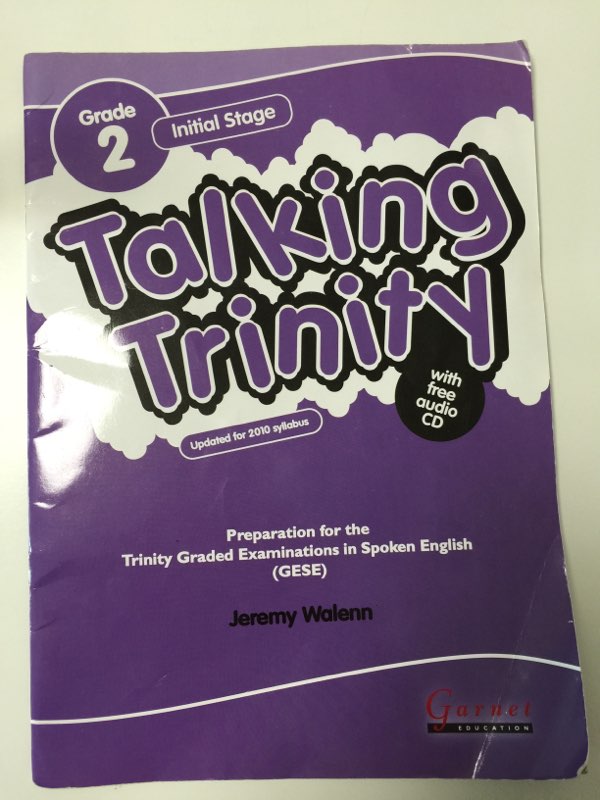 Grade
2
Initial Stage
Talking
Trinity
with
free
audio
CD
Updated for 2010 syllabus
Preparation for the
Trinity Graded Examinations in Spoken English
(GESE)
Jeremy Walenn
Garnet
EDUCATION